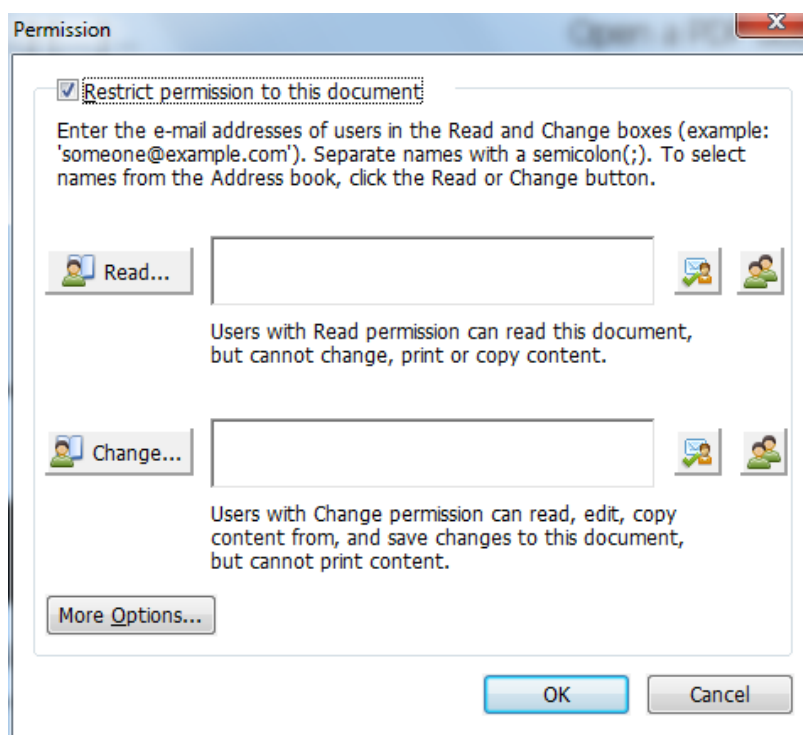 Permission
Open a PDF
Restrict permission to this document
Enter the e-mail addresses of users in the Read and Change boxes (example:
'someone@example.com'). Separate names with a semicolon(;). To select
names from the Address book, click the Read or Change button.
Read...
Users with Read permission can read this document,
but cannot change, print or copy content.
Change...
Users with Change permission can read, edit, copy
content from, and save changes to this document,
but cannot print content.
More Options...
OK
Cancel